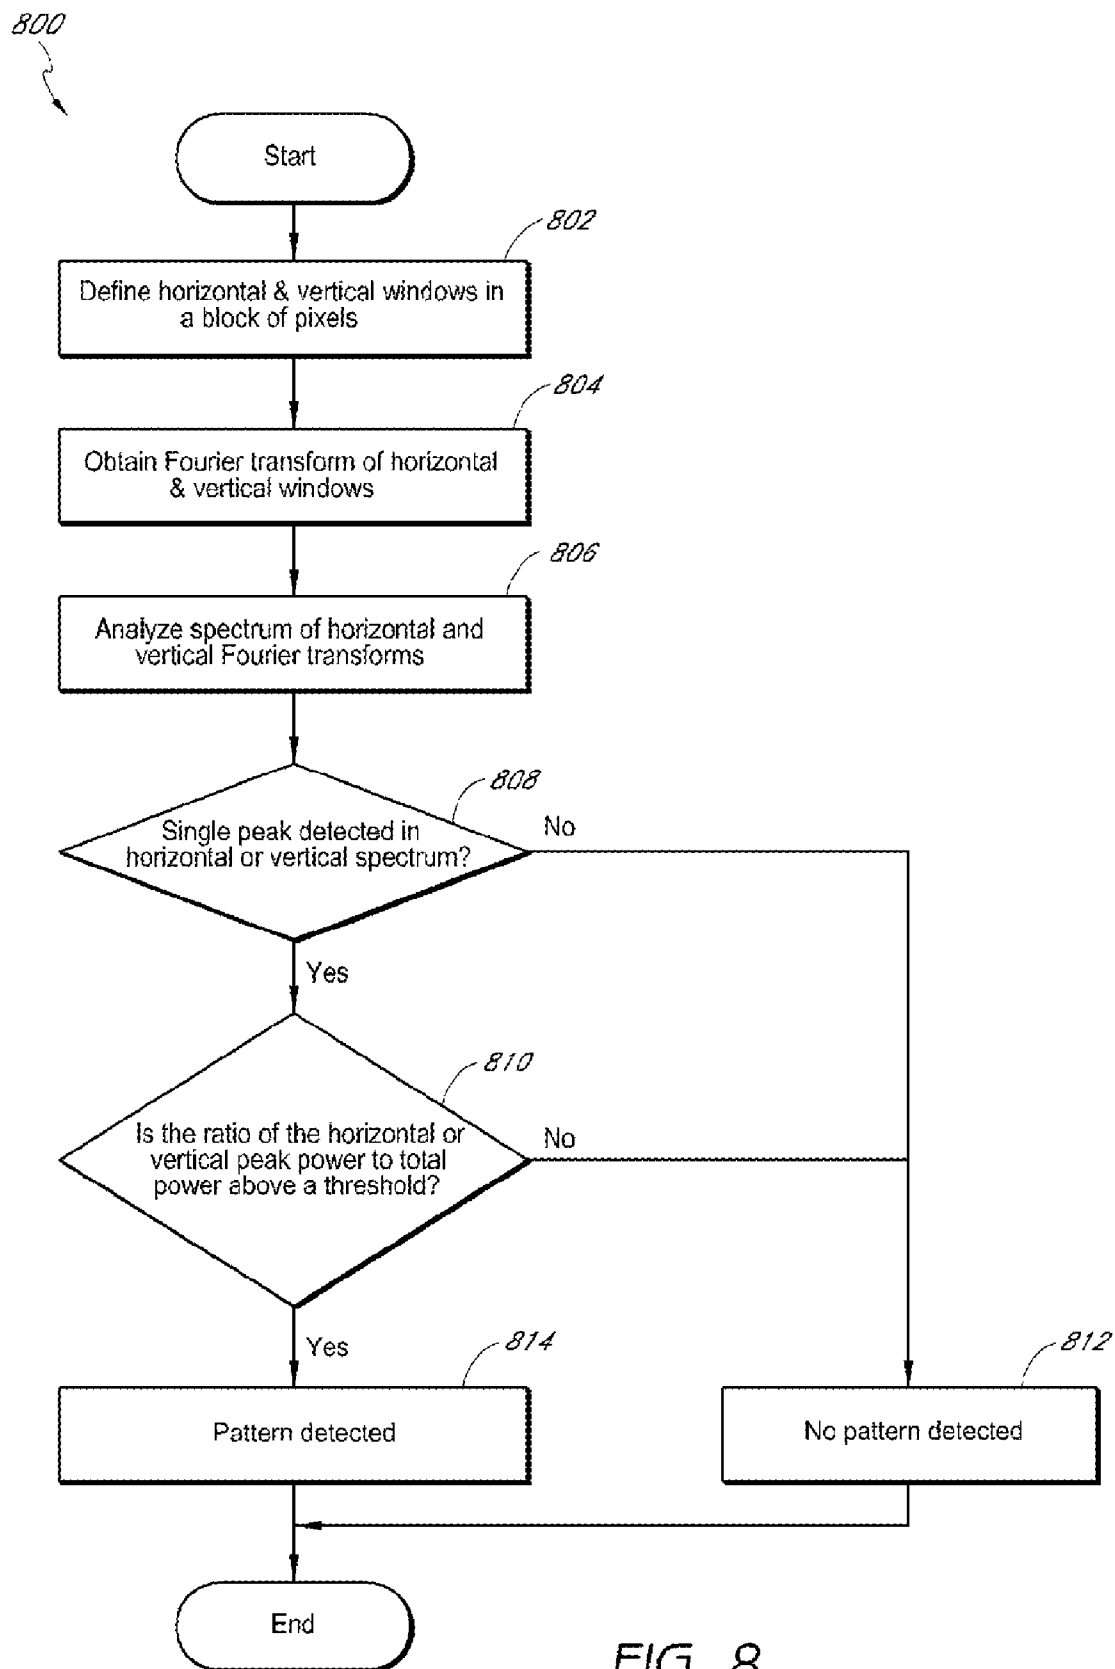 800
Start
802
Define horizontal & vertical windows in
a block of pixels
804
Obtain Fourier transform of horizontal
& vertical windows
806
Analyze spectrum of horizontal and
vertical Fourier transforms
808
Single peak detected in
horizontal or vertical spectrum?
No
Yes
810
Is the ratio of the horizontal or
vertical peak power to total
power above a threshold?
No
Yes
814
Pattern detected
812
No pattern detected
End
FIG. 8